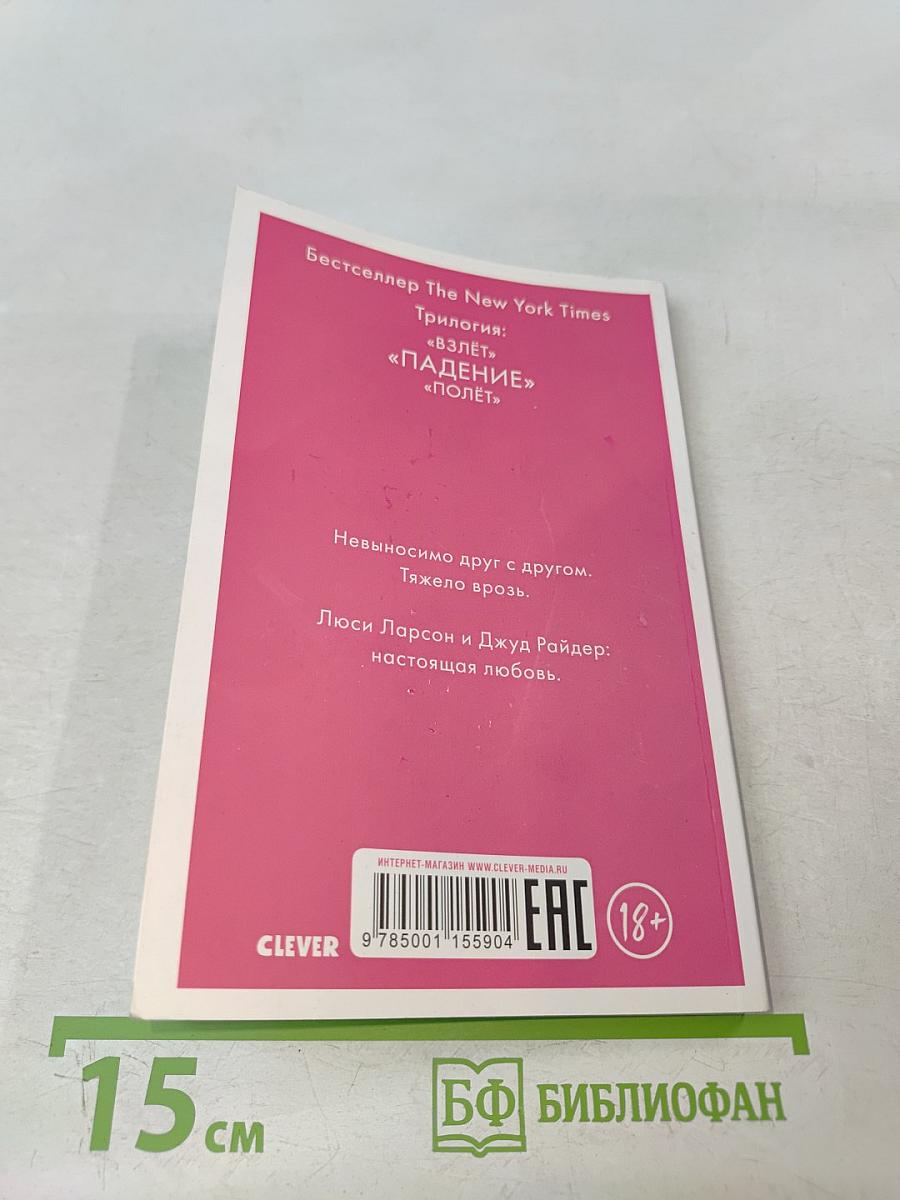 Бестселлер The New York Times
Трилогия:
«ВЗЛЁТ»
«ПАДЕНИЕ»
«ПОЛЁТ»
Невыносимо друг с другом.
Тяжело врозь.
Люси Ларсон и Джуд Райдер:
настоящая любовь.
ИНТЕРНЕТ-МАГАЗИН WWW.CLEVER-MEDIA.RU
9 785001 155904
EAC
18+
CLEVER
15 см
БФ БИБЛИОФАН